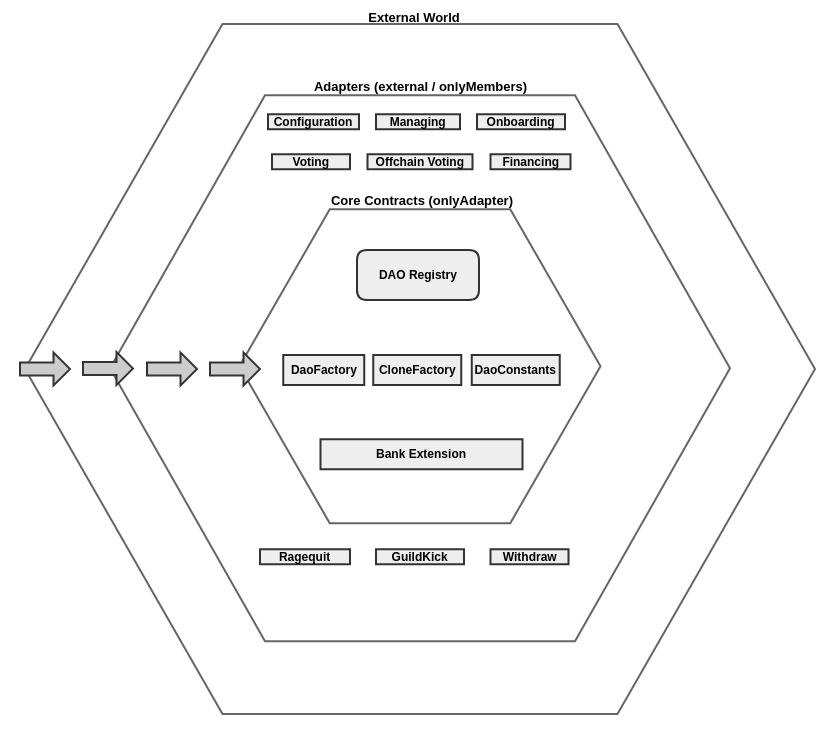 External World
Adapters (external / onlyMembers)
Configuration Managing Onboarding
Voting Offchain Voting Financing
Core Contracts (onlyAdapter)
DAO Registry
DaoFactory CloneFactory DaoConstants
Bank Extension
Ragequit GuildKick Withdraw